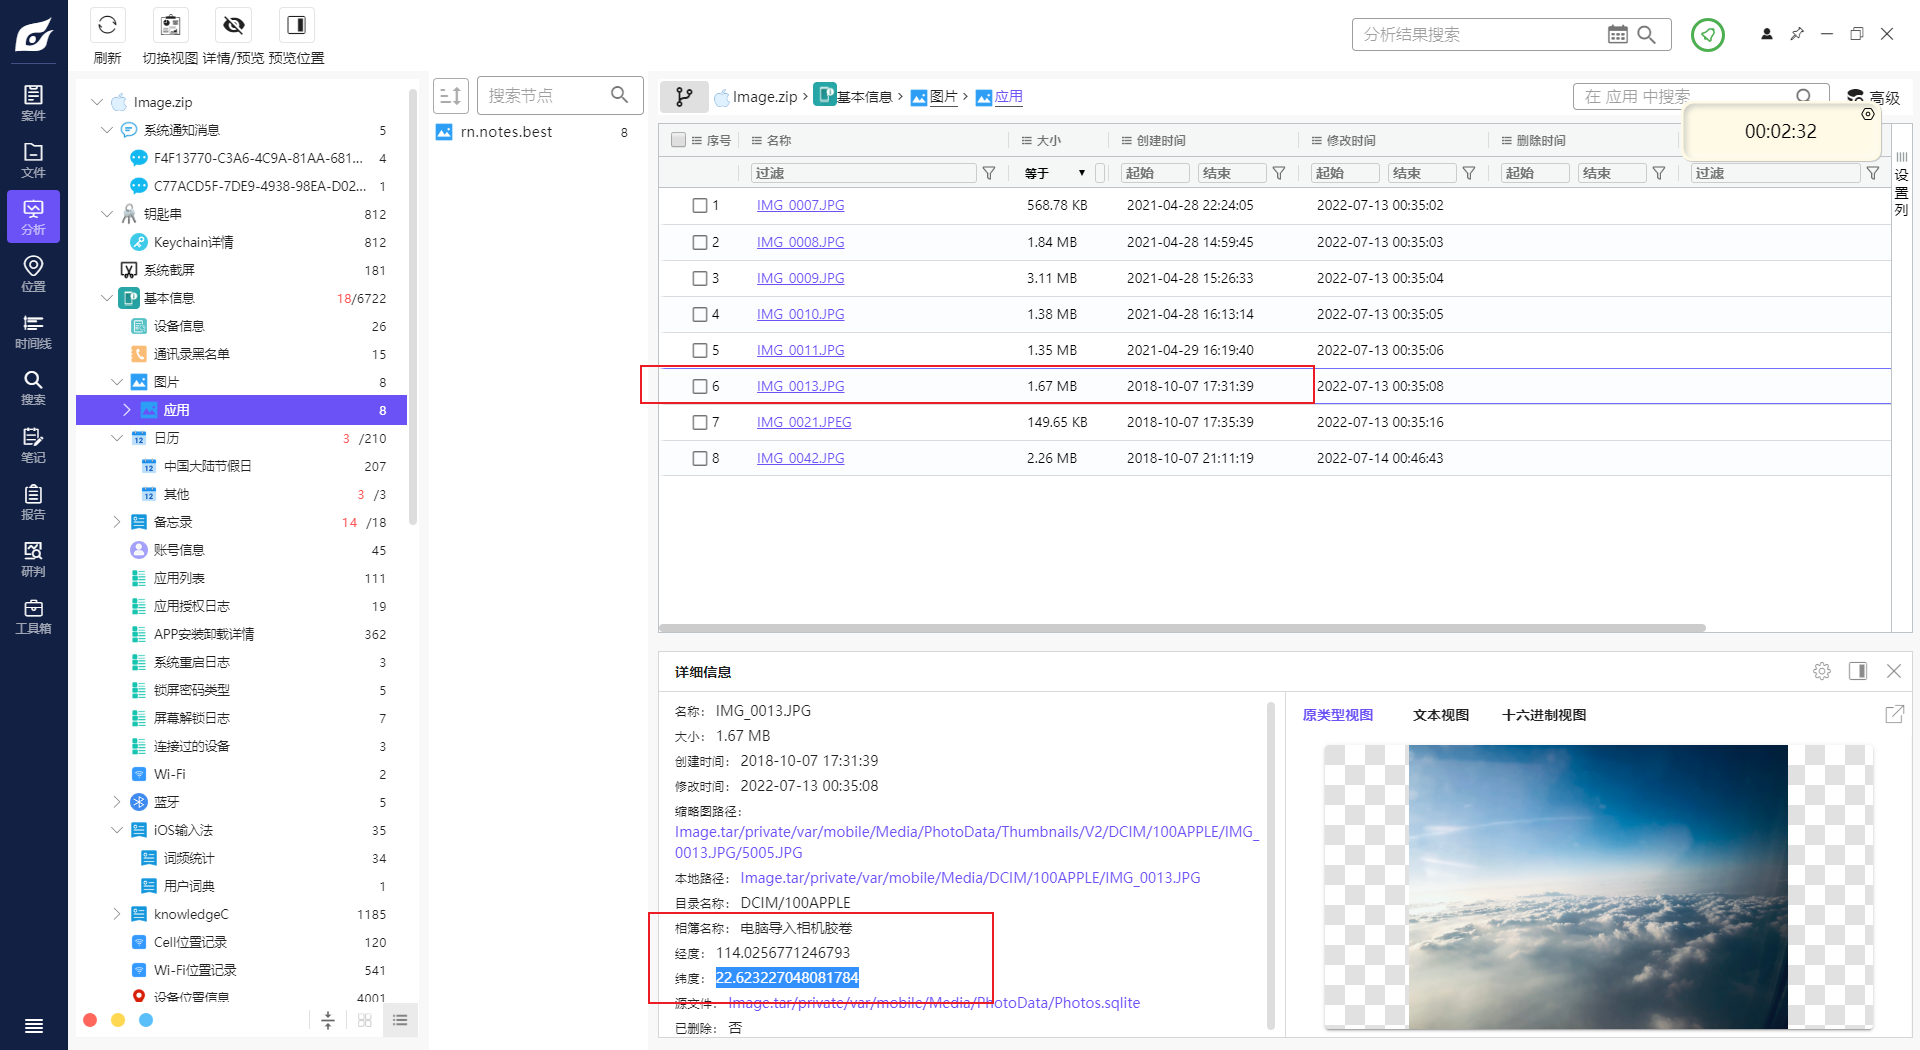 刷新
切换视图
详情/预览
预览位置
分析结果搜索
案件
文件
分析
位置
时间线
搜索
笔记
报告
研判
工具箱
Image.zip
系统通知消息 5
F4F13770-C3A6-4C9A-81AA-681... 4
C77ACD5F-7DE9-4938-98EA-D02... 1
钥匙串 812
Keychain详情 812
系统截屏 181
基本信息 18/6722
设备信息 26
通讯录黑名单 15
图片 8
应用 8
日历 3 /210
中国大陆节假日 207
其他 3 /3
备忘录 14 /18
账号信息 45
应用列表 111
应用授权日志 19
APP安装卸载详情 362
系统重启日志 3
锁屏密码类型 5
屏幕解锁日志 7
连接过的设备 3
Wi-Fi 2
蓝牙 5
iOS输入法 35
词频统计 34
用户词典 1
knowledgeC 1185
Cell位置记录 120
Wi-Fi位置记录 541
设备位置信息 4001
搜索节点
rn.notes.best 8
Image.zip > 基本信息 > 图片 > 应用
在 应用 中搜索
高级
00:02:32
序号 名称 大小 创建时间 修改时间 删除时间
过滤 等于 起始 结束 起始 结束 起始 结束 过滤
设置列
1 IMG_0007.JPG 568.78 KB 2021-04-28 22:24:05 2022-07-13 00:35:02
2 IMG_0008.JPG 1.84 MB 2021-04-28 14:59:45 2022-07-13 00:35:03
3 IMG_0009.JPG 3.11 MB 2021-04-28 15:26:33 2022-07-13 00:35:04
4 IMG_0010.JPG 1.38 MB 2021-04-28 16:13:14 2022-07-13 00:35:05
5 IMG_0011.JPG 1.35 MB 2021-04-29 16:19:40 2022-07-13 00:35:06
6 IMG_0013.JPG 1.67 MB 2018-10-07 17:31:39 2022-07-13 00:35:08
7 IMG_0021.JPEG 149.65 KB 2018-10-07 17:35:39 2022-07-13 00:35:16
8 IMG_0042.JPG 2.26 MB 2018-10-07 21:11:19 2022-07-14 00:46:43
详细信息
名称: IMG_0013.JPG
大小: 1.67 MB
创建时间: 2018-10-07 17:31:39
修改时间: 2022-07-13 00:35:08
缩略图路径:
Image.tar/private/var/mobile/Media/PhotoData/Thumbnails/V2/DCIM/100APPLE/IMG_
0013.JPG/5005.JPG
本地路径: Image.tar/private/var/mobile/Media/DCIM/100APPLE/IMG_0013.JPG
目录名称: DCIM/100APPLE
相簿名称: 电脑导入相机胶卷
经度: 114.0256771246793
纬度: 22.623227048081784
源文件: Image.tar/private/var/mobile/Media/PhotoData/Photos.sqlite
已删除: 否
原类型视图
文本视图
十六进制视图